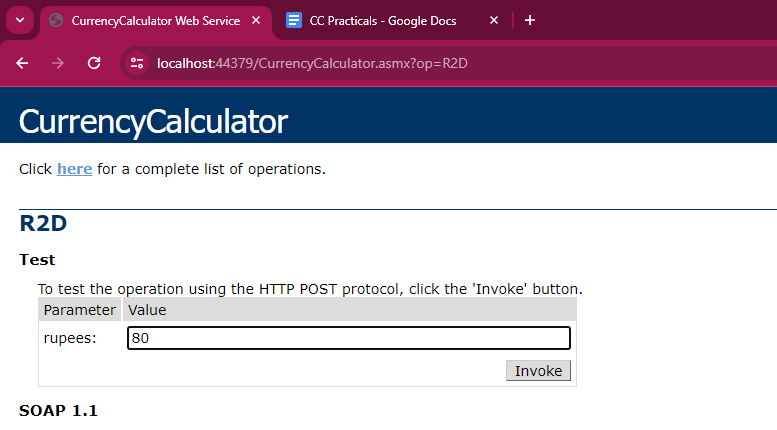 CurrencyCalculator Web Service
CC Practicals - Google Docs
localhost:44379/CurrencyCalculator.asmx?op=R2D
CurrencyCalculator
Click here for a complete list of operations.
R2D
Test
To test the operation using the HTTP POST protocol, click the 'Invoke' button.
Parameter Value
rupees: 80
Invoke
SOAP 1.1